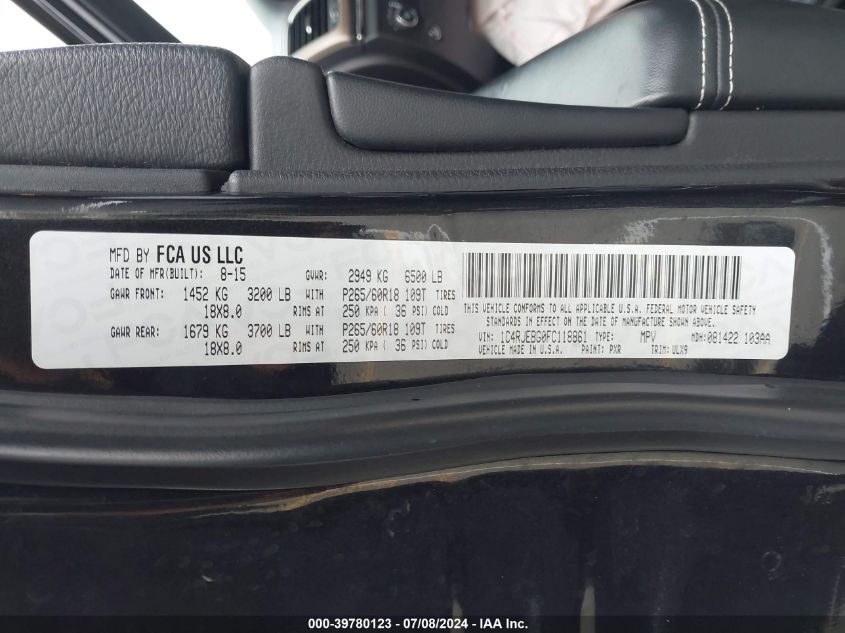 MFD BY FCA US LLC
DATE OF MFR(BUILT): 8-15 GVWR: 2949 KG 6500 LB
GAWR FRONT: 1452 KG 3200 LB WITH P265/60R18 109T TIRES
18X8.0 RIMS AT 250 KPA ( 36 PSI) COLD
GAWR REAR: 1679 KG 3700 LB WITH P265/60R18 109T TIRES
18X8.0 RIMS AT 250 KPA ( 36 PSI) COLD
THIS VEHICLE CONFORMS TO ALL APPLICABLE U.S.A. FEDERAL MOTOR VEHICLE SAFETY
STANDARDS IN EFFECT ON THE DATE OF MANUFACTURE SHOWN ABOVE.
VIN: 1C4RJEBG0FC118861 TYPE: MPV MDH: 081422 103AA
VEHICLE MADE IN U.S.A. PAINT: PXR TRIM: ULX9
000-39780123 - 07/08/2024 - IAA, Inc.